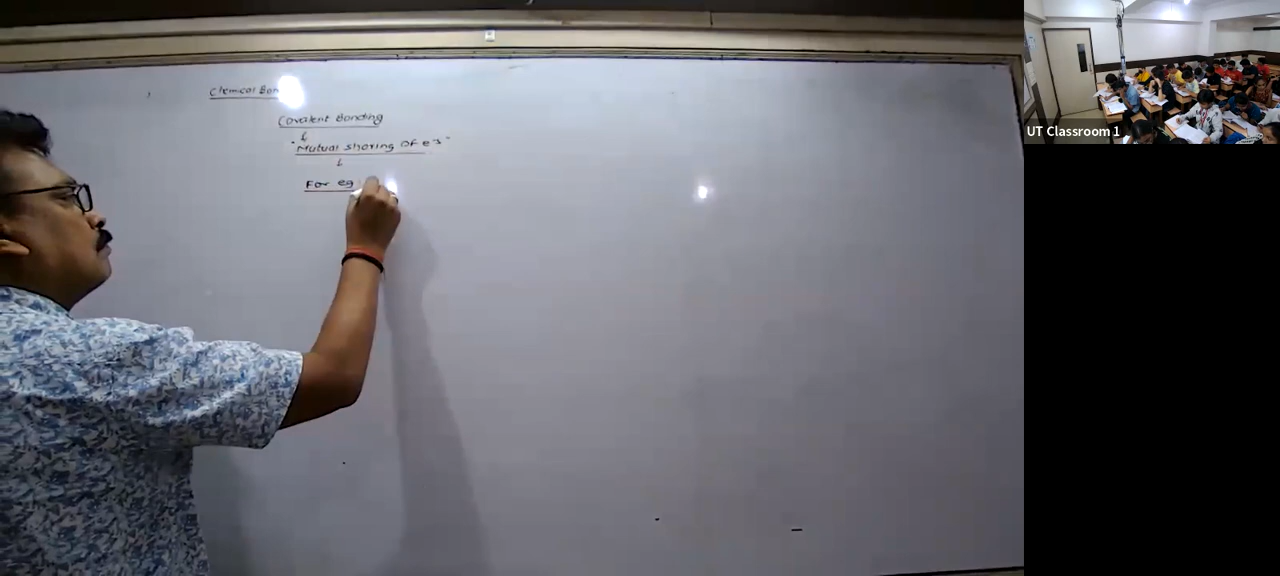 Chemical Bon
Covalent Bonding
"Mutual sharing of e⁻s"
For eg
UT Classroom 1